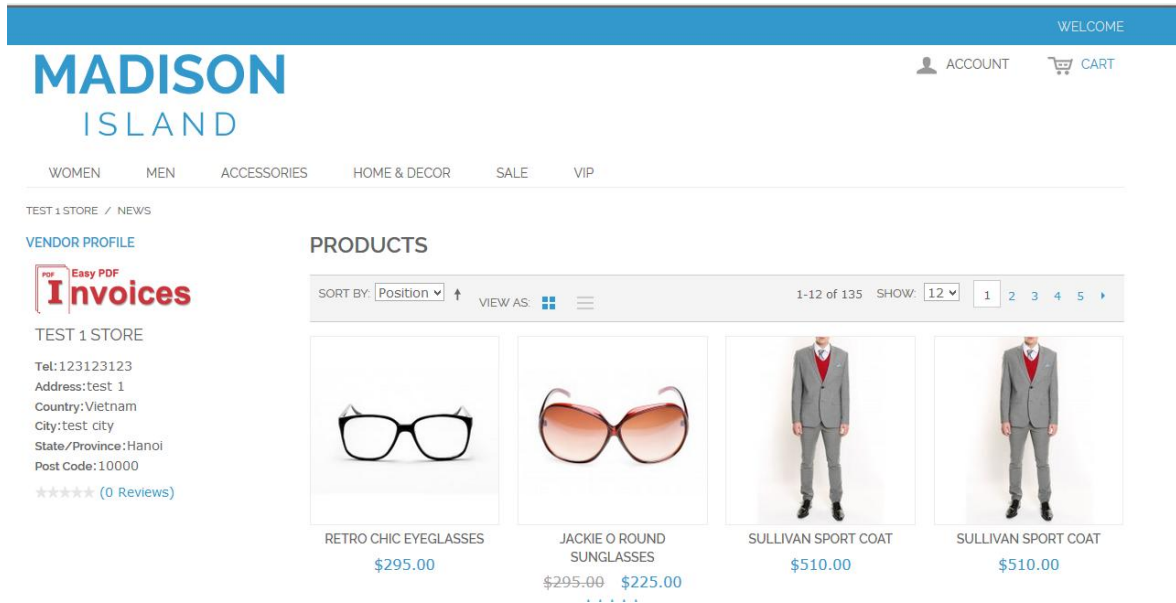 WELCOME
MADISON
ISLAND
ACCOUNT
CART
WOMEN MEN ACCESSORIES HOME & DECOR SALE VIP
TEST 1 STORE / NEWS
VENDOR PROFILE
PDF Easy PDF
Invoices
TEST 1 STORE
Tel:123123123
Address:test 1
Country:Vietnam
City:test city
State/Province:Hanoi
Post Code:10000
(0 Reviews)
PRODUCTS
SORT BY: Position VIEW AS: 1-12 of 135 SHOW: 12 1 2 3 4 5
RETRO CHIC EYEGLASSES
$295.00
JACKIE O ROUND
SUNGLASSES
$295.00 $225.00
SULLIVAN SPORT COAT
$510.00
SULLIVAN SPORT COAT
$510.00